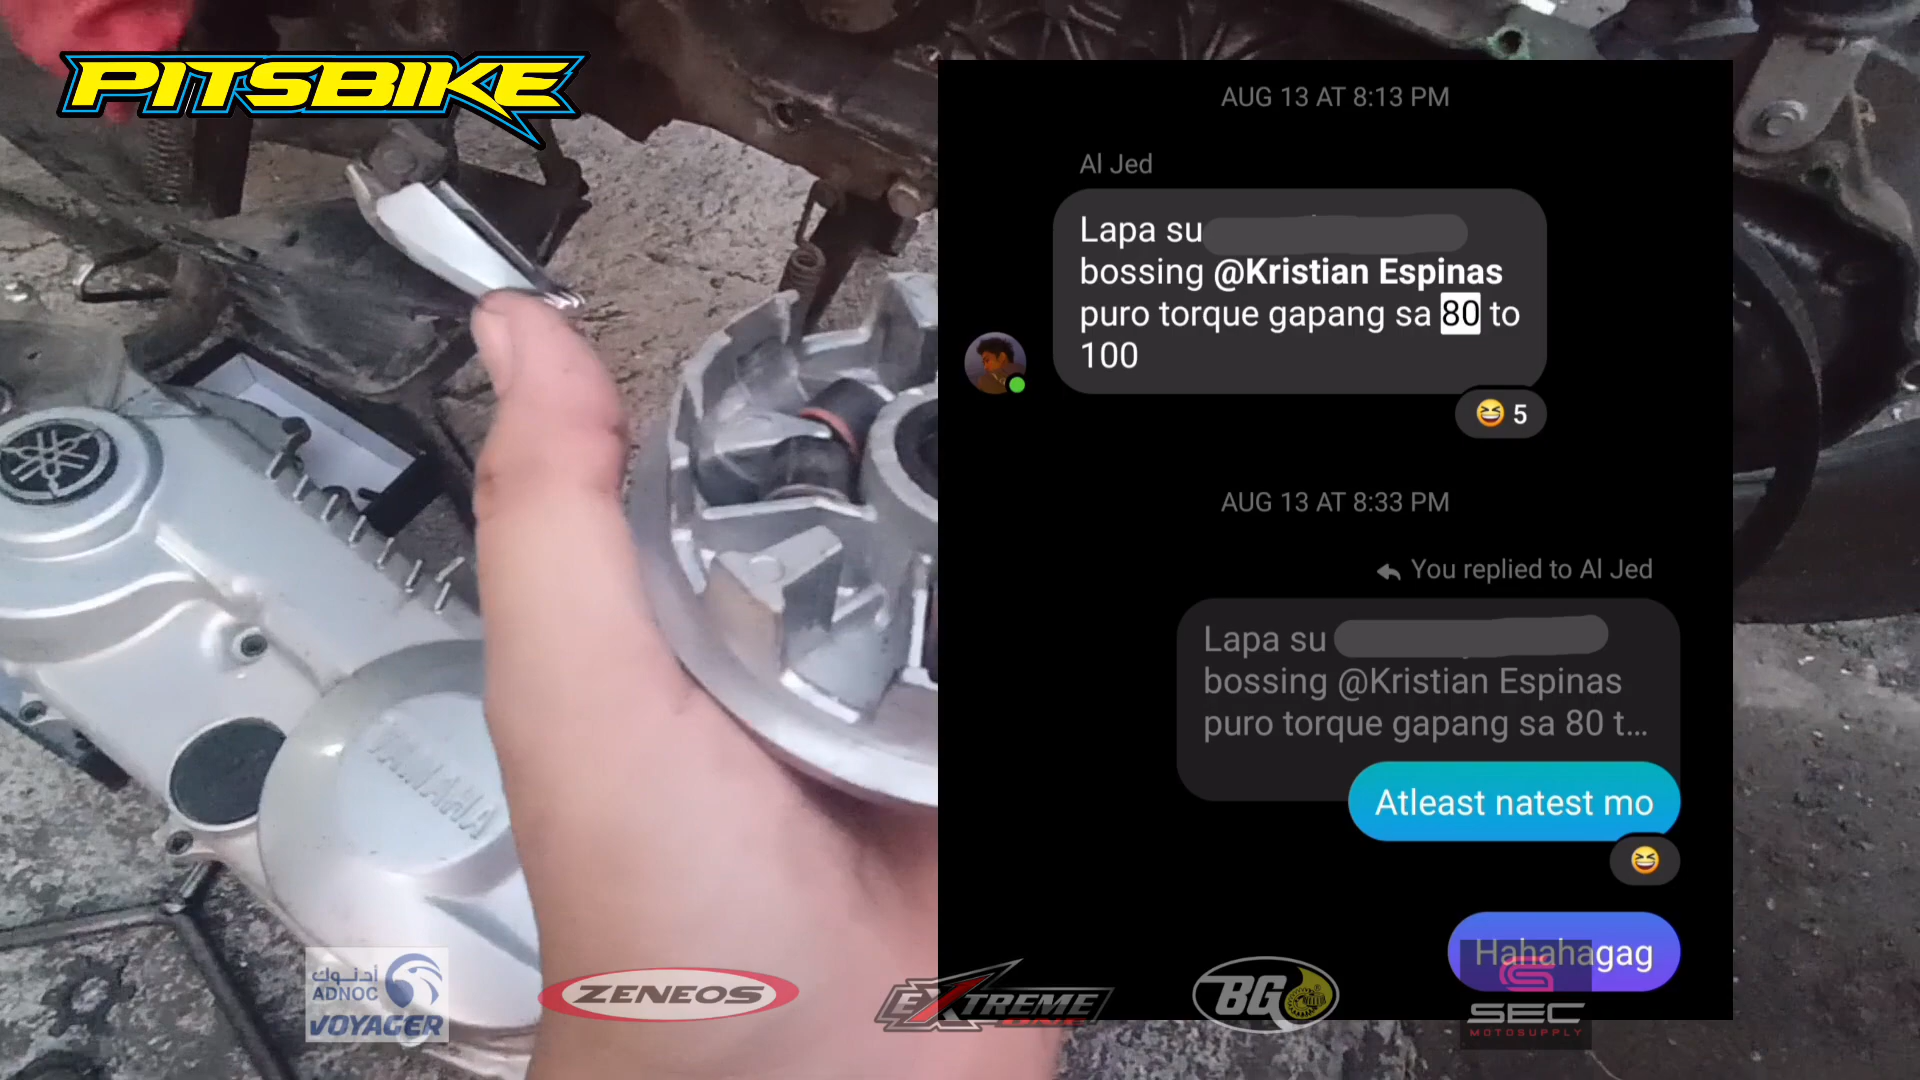 PITSBIKE
AUG 13 AT 8:13 PM
Al Jed
Lapa su
bossing @Kristian Espinas
puro torque gapang sa 80 to
100
😆 5
AUG 13 AT 8:33 PM
You replied to Al Jed
Lapa su
bossing @Kristian Espinas
puro torque gapang sa 80 t...
Atleast natest mo
😆
Hahahagag
YAMAHA
أدنوك
ADNOC
VOYAGER
ZENEOS
EXTREME
ONE
BG
SEC
MOTOSUPPLY